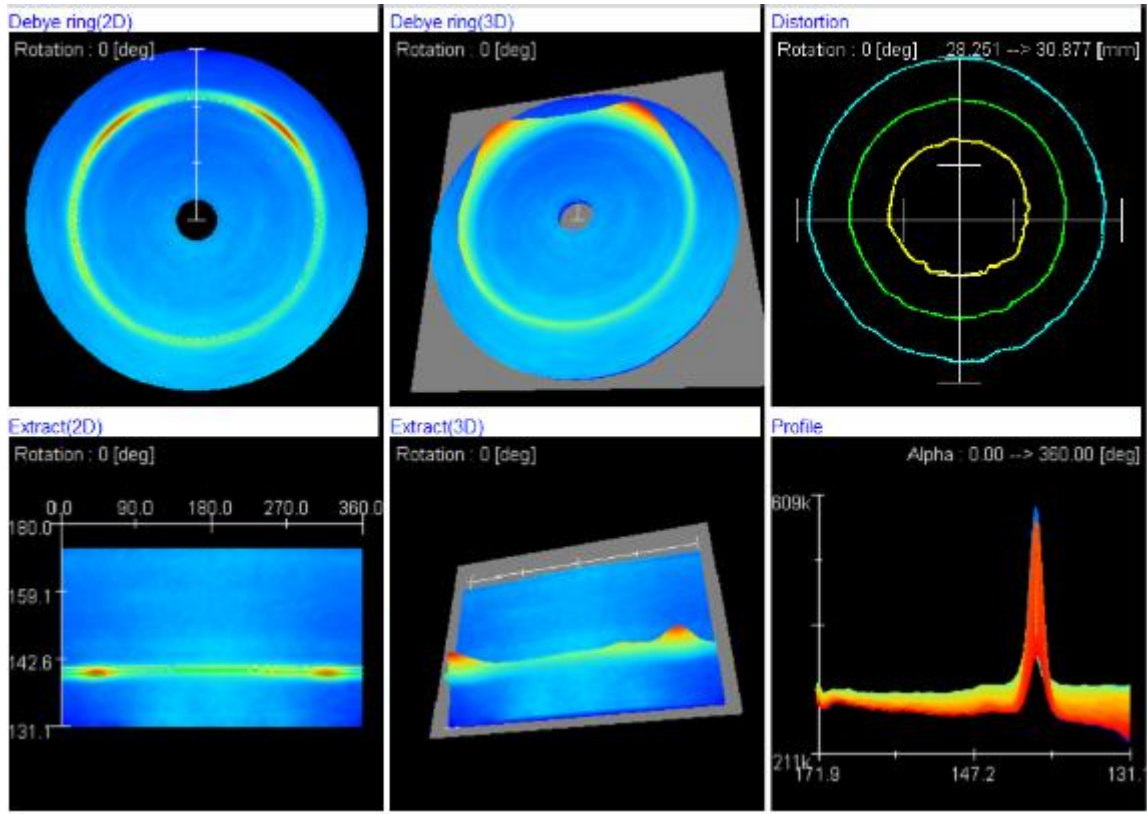 Debye ring(2D)
Rotation : 0 [deg]
Debye ring(3D)
Rotation : 0 [deg]
Distortion
Rotation : 0 [deg] 28.251 --> 30.877 [mm]
Extract(2D)
Rotation : 0 [deg]
0.0 90.0 180.0 270.0 360.0
180.0
159.1
142.6
131.1
Extract(3D)
Rotation : 0 [deg]
Profile
Alpha : 0.00 --> 360.00 [deg]
609k
211k
171.9 147.2 131.